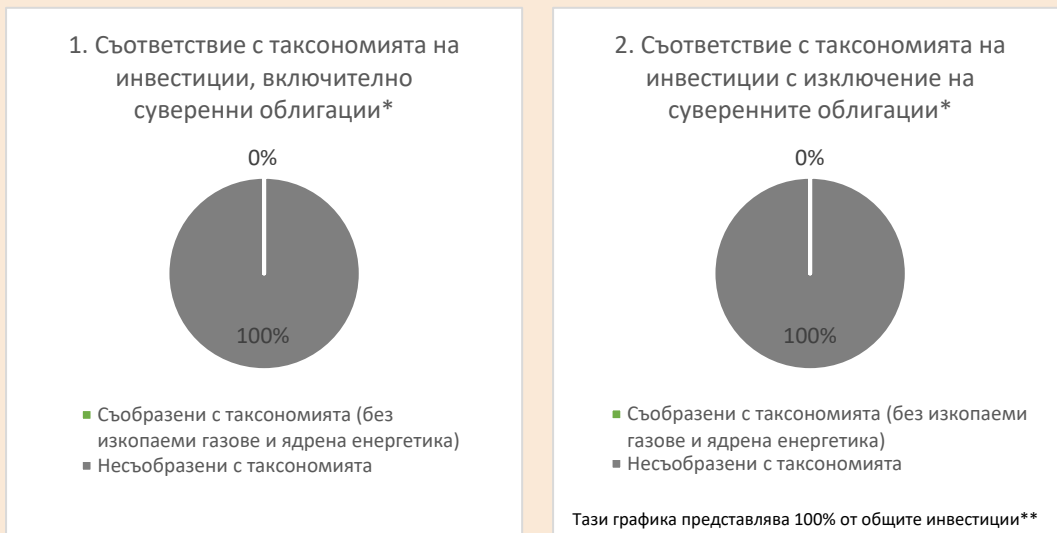 1. Съответствие с таксономията на
инвестиции, включително
суверенни облигации*
0%
100%
■ Съобразени с таксономията (без
изкопаеми газове и ядрена енергетика)
■ Несъобразени с таксономията
2. Съответствие с таксономията на
инвестиции с изключение на
суверенните облигации*
0%
100%
■ Съобразени с таксономията (без изкопаеми
газове и ядрена енергетика)
■ Несъобразени с таксономията
Тази графика представлява 100% от общите инвестиции**